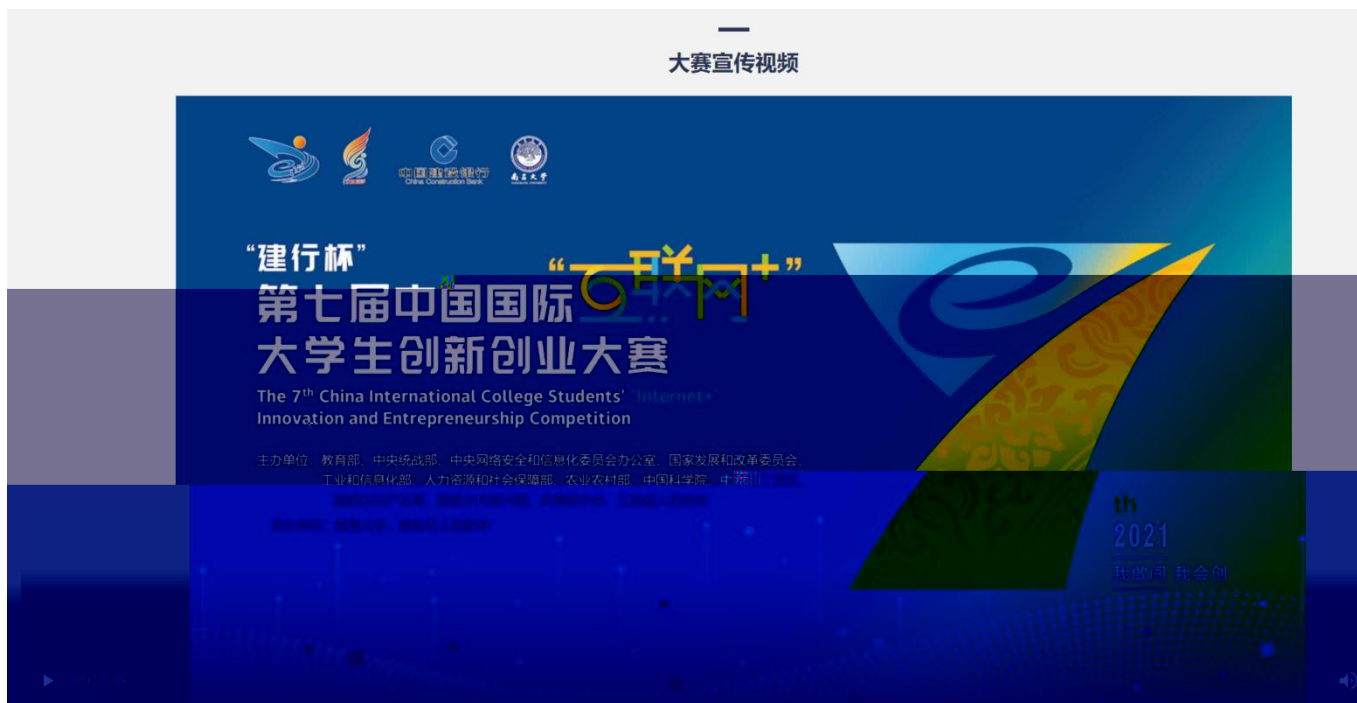 大赛宣传视频
中国建设银行
China Construction Bank
南昌大学
“建行杯”
“互联网+”
第七届中国国际
大学生创新创业大赛
The 7th China International College Students' "Internet+"
Innovation and Entrepreneurship Competition
主办单位：教育部、中央统战部、中央网络安全和信息化委员会办公室、国家发展和改革委员会、
工业和信息化部、人力资源和社会保障部、农业农村部、中国科学院、中
th
2021
我敢闯 我会创